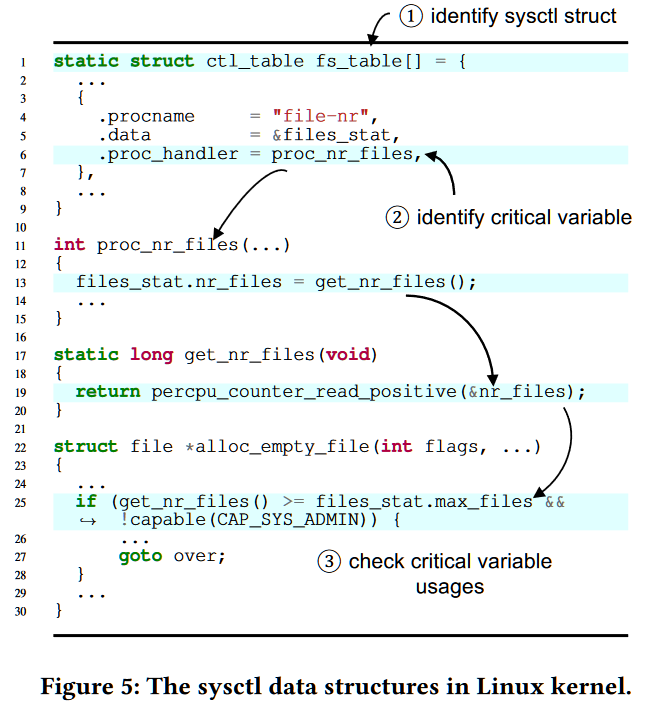 ① identify sysctl struct
1 static struct ctl_table fs_table[] = {
2 ...
3 {
4 .procname = "file-nr",
5 .data = &files_stat,
6 .proc_handler = proc_nr_files,
7 },
8 ...
9 }
② identify critical variable
10
11 int proc_nr_files(...)
12 {
13 files_stat.nr_files = get_nr_files();
14 ...
15 }
16
17 static long get_nr_files(void)
18 {
19 return percpu_counter_read_positive(&nr_files);
20 }
21
22 struct file *alloc_empty_file(int flags, ...)
23 {
24 ...
25 if (get_nr_files() >= files_stat.max_files &&
↪ !capable(CAP_SYS_ADMIN)) {
26 ...
27 goto over;
28 }
29 ...
30 }
③ check critical variable
usages
Figure 5: The sysctl data structures in Linux kernel.